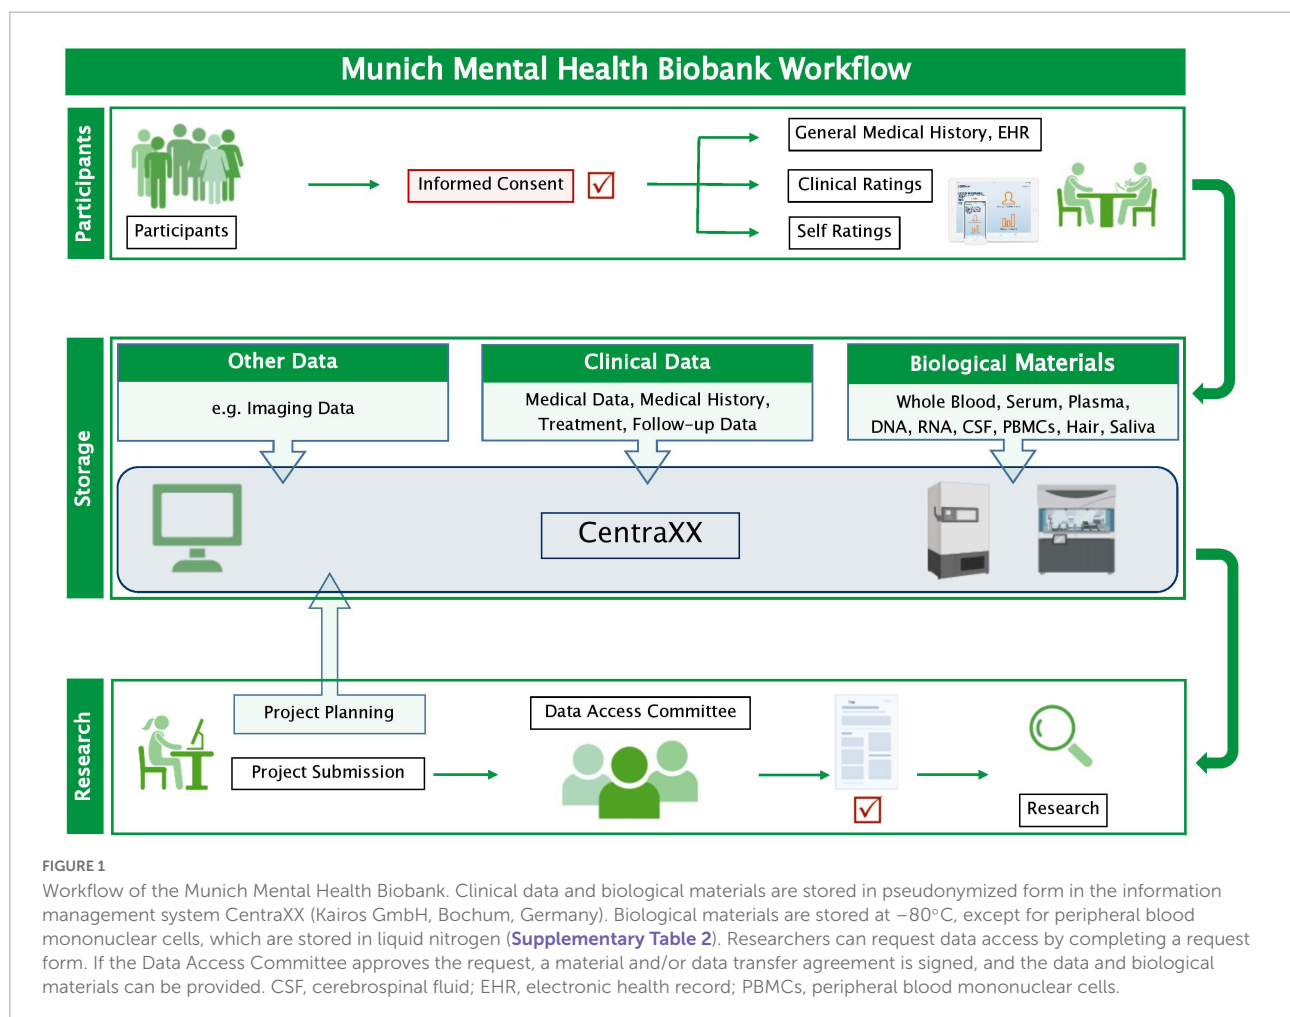 Munich Mental Health Biobank Workflow
Participants
Participants
Informed Consent
General Medical History, EHR
Clinical Ratings
Self Ratings
Storage
Other Data
e.g. Imaging Data
Clinical Data
Medical Data, Medical History,
Treatment, Follow-up Data
Biological Materials
Whole Blood, Serum, Plasma,
DNA, RNA, CSF, PBMCs, Hair, Saliva
CentraXX
Research
Project Planning
Project Submission
Data Access Committee
Title
Research
FIGURE 1
Workflow of the Munich Mental Health Biobank. Clinical data and biological materials are stored in pseudonymized form in the information
management system CentraXX (Kairos GmbH, Bochum, Germany). Biological materials are stored at −80°C, except for peripheral blood
mononuclear cells, which are stored in liquid nitrogen (Supplementary Table 2). Researchers can request data access by completing a request
form. If the Data Access Committee approves the request, a material and/or data transfer agreement is signed, and the data and biological
materials can be provided. CSF, cerebrospinal fluid; EHR, electronic health record; PBMCs, peripheral blood mononuclear cells.